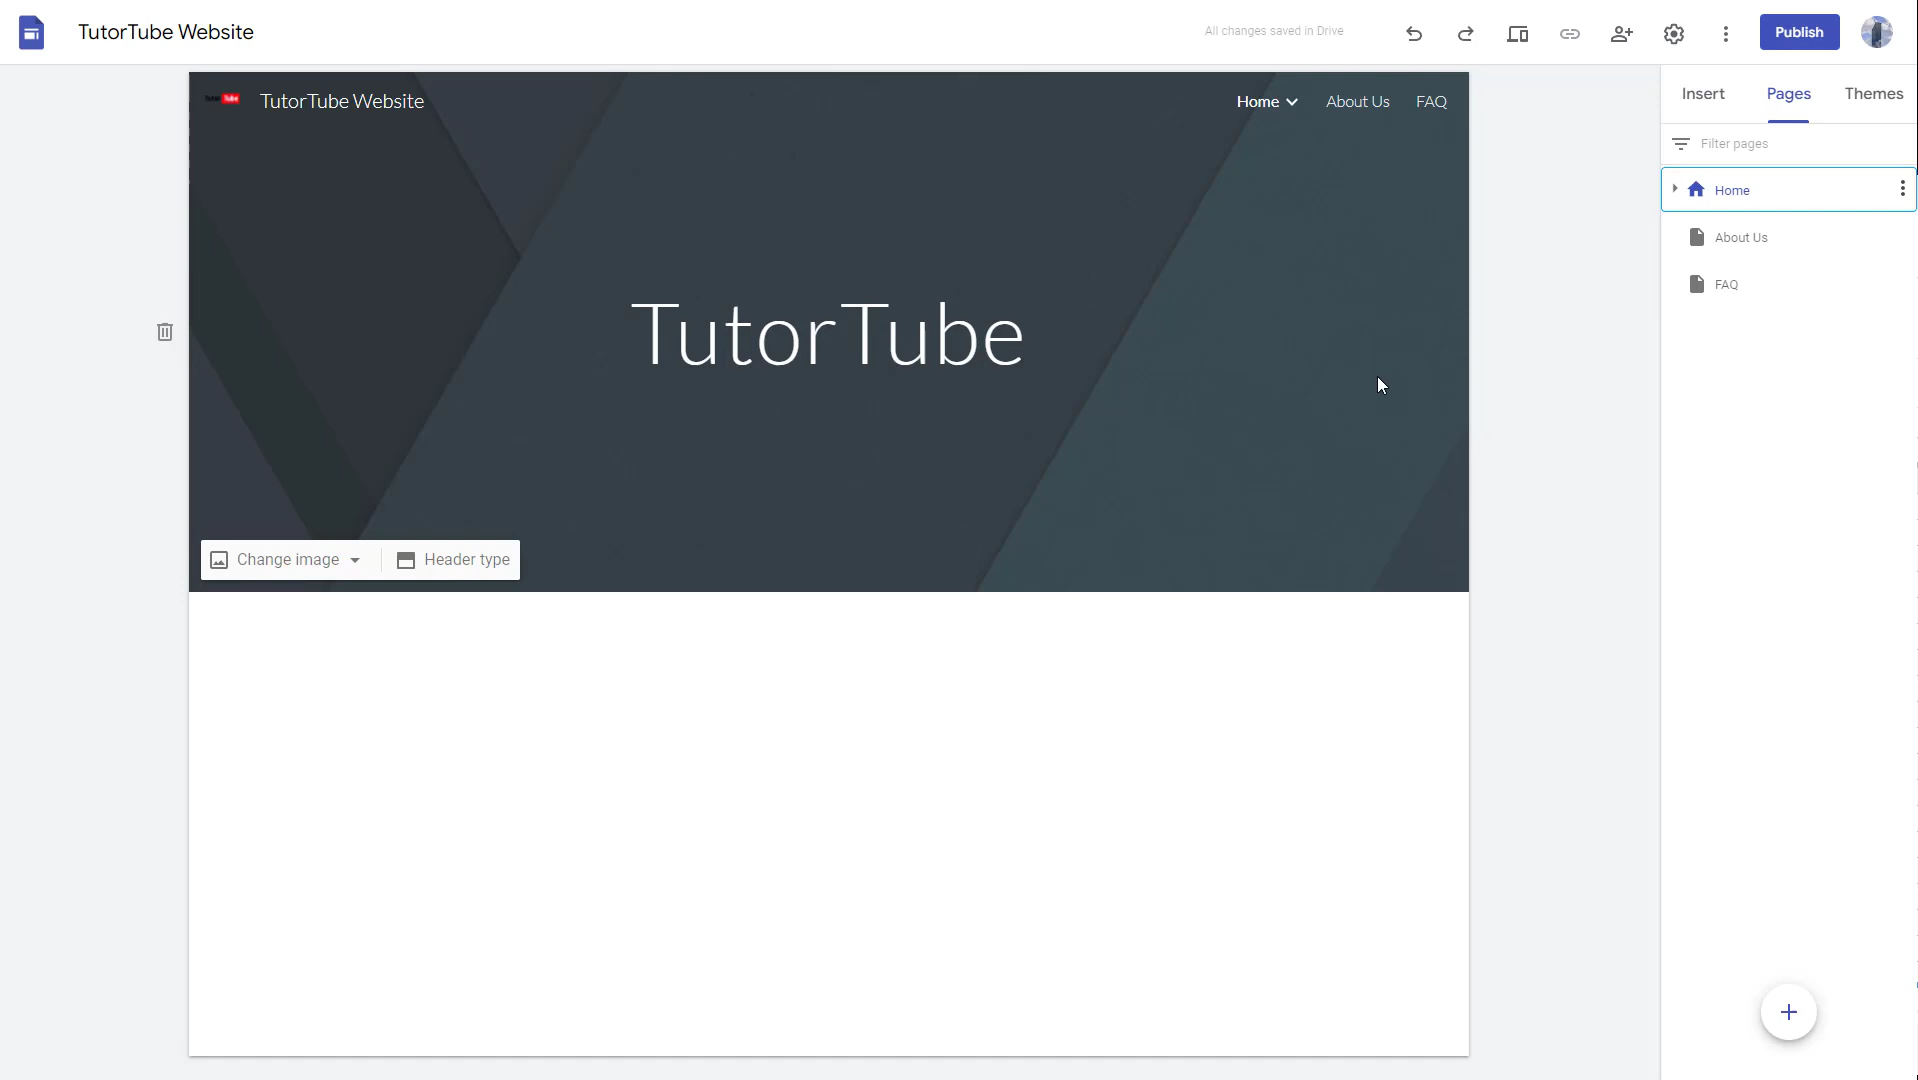 TutorTube Website
All changes saved in Drive
Publish
Insert
Pages
Themes
TutorTube Website
Home
About Us
FAQ
Filter pages
Home
About Us
FAQ
TutorTube
Change image
Header type